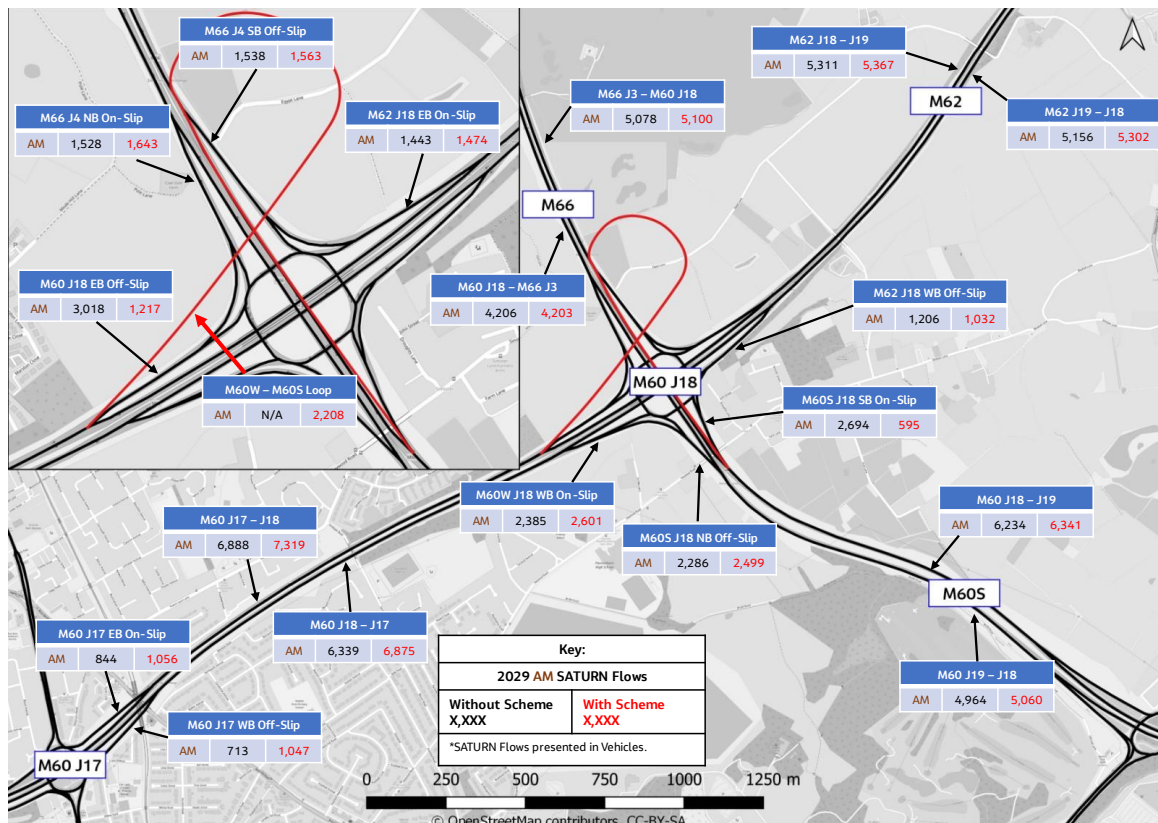 M66 J4 SB Off-Slip
AM 1,538 1,563
M66 J4 NB On-Slip
AM 1,528 1,643
M62 J18 EB On-Slip
AM 1,443 1,474
M60 J18 EB Off-Slip
AM 3,018 1,217
M60W – M60S Loop
AM N/A 2,208
M62 J18 – J19
AM 5,311 5,367
M62
M66 J3 – M60 J18
AM 5,078 5,100
M62 J19 – J18
AM 5,156 5,302
M66
M60 J18 – M66 J3
AM 4,206 4,203
M62 J18 WB Off-Slip
AM 1,206 1,032
M60 J18
M60S J18 SB On-Slip
AM 2,694 595
M60W J18 WB On-Slip
AM 2,385 2,601
M60 J18 – J19
AM 6,234 6,341
M60 J17 – J18
AM 6,888 7,319
M60S J18 NB Off-Slip
AM 2,286 2,499
M60S
M60 J17 EB On-Slip
AM 844 1,056
M60 J18 – J17
AM 6,339 6,875
M60 J19 – J18
AM 4,964 5,060
M60 J17 WB Off-Slip
AM 713 1,047
M60 J17
Key:
2029 AM SATURN Flows
Without Scheme
X,XXX
With Scheme
X,XXX
*SATURN Flows presented in Vehicles.
0 250 500 750 1000 1250 m
© OpenStreetMap contributors, CC-BY-SA